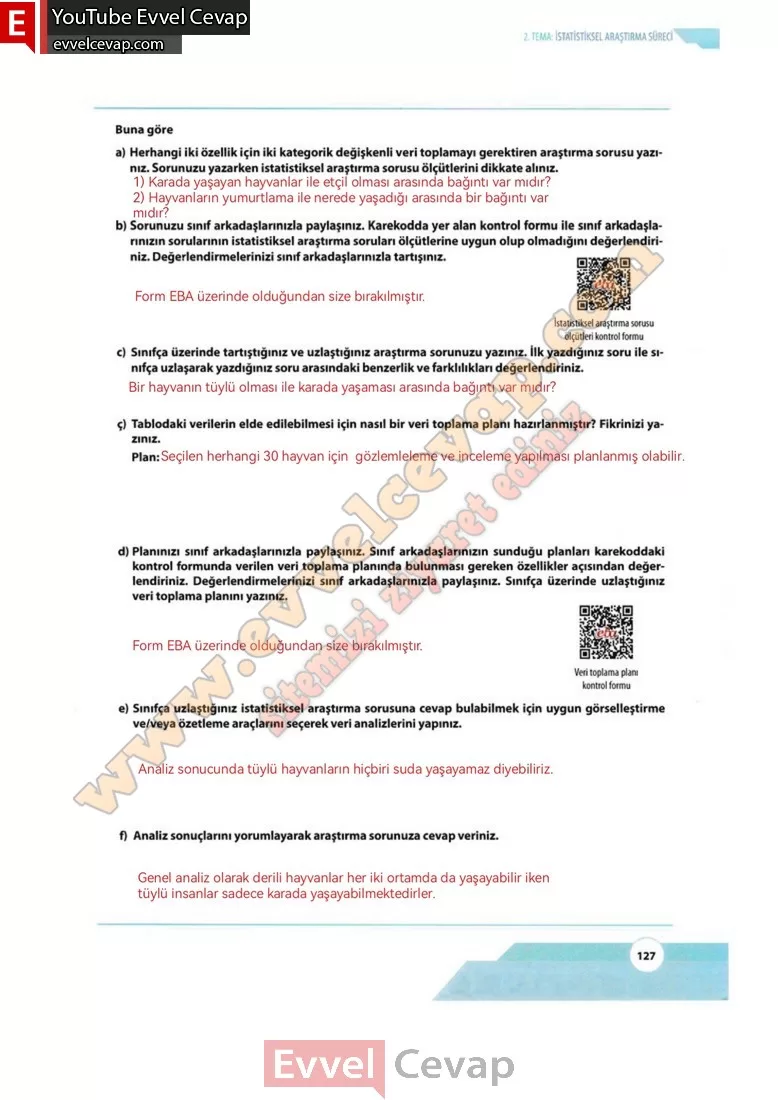 E YouTube Evvel Cevap
evvelcevap.com
2. TEMA: İSTATİSTİKSEL ARAŞTIRMA SÜRECİ
Buna göre
a) Herhangi iki özellik için iki kategorik değişkenli veri toplamayı gerektiren araştırma sorusu yazı-
nız. Sorunuzu yazarken istatistiksel araştırma sorusu ölçütlerini dikkate alınız.
1) Karada yaşayan hayvanlar ile etçil olması arasında bağıntı var mıdır?
2) Hayvanların yumurtlama ile nerede yaşadığı arasında bir bağıntı var
mıdır?
b) Sorunuzu sınıf arkadaşlarınızla paylaşınız. Karekodda yer alan kontrol formu ile sınıf arkadaşla-
rınızın sorularının istatistiksel araştırma soruları ölçütlerine uygun olup olmadığını değerlendiri-
niz. Değerlendirmelerinizi sınıf arkadaşlarınızla tartışınız.
eba
Form EBA üzerinde olduğundan size bırakılmıştır.
İstatistiksel araştırma sorusu
ölçütleri kontrol formu
c) Sınıfça üzerinde tartıştığınız ve uzlaştığınız araştırma sorunuzu yazınız. İlk yazdığınız soru ile sı-
nıfça uzlaşarak yazdığınız soru arasındaki benzerlik ve farklılıkları değerlendiriniz.
Bir hayvanın tüylü olması ile karada yaşaması arasında bağıntı var mıdır?
ç) Tablodaki verilerin elde edilebilmesi için nasıl bir veri toplama planı hazırlanmıştır? Fikrinizi ya-
zınız.
Plan: Seçilen herhangi 30 hayvan için gözlemleleme ve inceleme yapılması planlanmış olabilir.
d) Planınızı sınıf arkadaşlarınızla paylaşınız. Sınıf arkadaşlarınızın sunduğu planları karekoddaki
kontrol formunda verilen veri toplama planında bulunması gereken özellikler açısından değer-
lendiriniz. Değerlendirmelerinizi sınıf arkadaşlarınızla paylaşınız. Sınıfça üzerinde uzlaştığınız
veri toplama planını yazınız.
eba
Form EBA üzerinde olduğundan size bırakılmıştır.
Veri toplama planı
kontrol formu
e) Sınıfça uzlaştığınız istatistiksel araştırma sorusuna cevap bulabilmek için uygun görselleştirme
ve/veya özetleme araçlarını seçerek veri analizlerini yapınız.
Analiz sonucunda tüylü hayvanların hiçbiri suda yaşayamaz diyebiliriz.
f) Analiz sonuçlarını yorumlayarak araştırma sorunuza cevap veriniz.
Genel analiz olarak derili hayvanlar her iki ortamda da yaşayabilir iken
tüylü insanlar sadece karada yaşayabilmektedirler.
www.evvelcevap.com
sitemizi ziyaret ediniz
127
Evvel Cevap